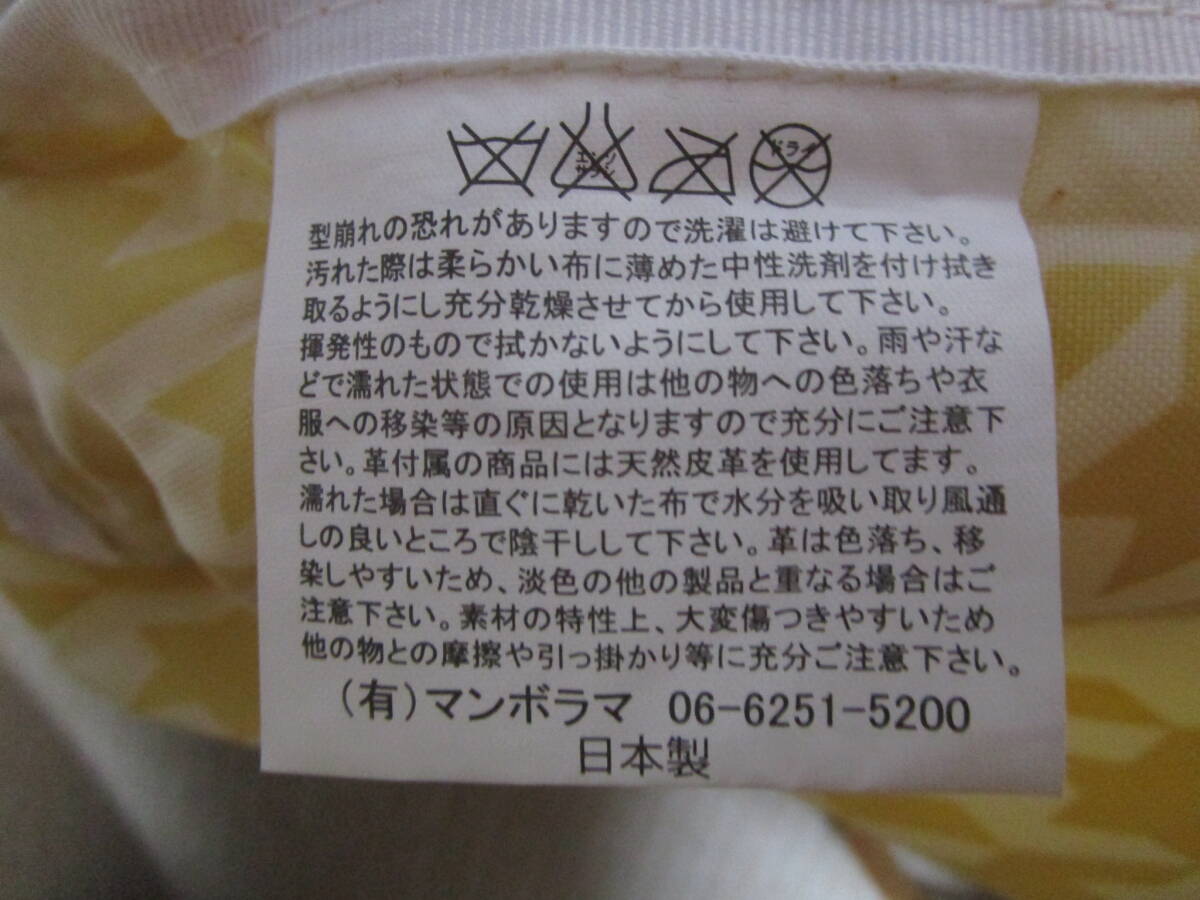 エンソ
サラシ
ドライ
型崩れの恐れがありますので洗濯は避けて下さい。
汚れた際は柔らかい布に薄めた中性洗剤を付け拭き
取るようにし充分乾燥させてから使用して下さい。
揮発性のもので拭かないようにして下さい。雨や汗な
どで濡れた状態での使用は他の物への色落ちや衣
服への移染等の原因となりますので充分にご注意下
さい。革付属の商品には天然皮革を使用してます。
濡れた場合は直ぐに乾いた布で水分を吸い取り風通
しの良いところで陰干しして下さい。革は色落ち、移
染しやすいため、淡色の他の製品と重なる場合はご
注意下さい。素材の特性上、大変傷つきやすいため
他の物との摩擦や引っ掛かり等に充分ご注意下さい。
(有)マンボラマ 06-6251-5200
日本製